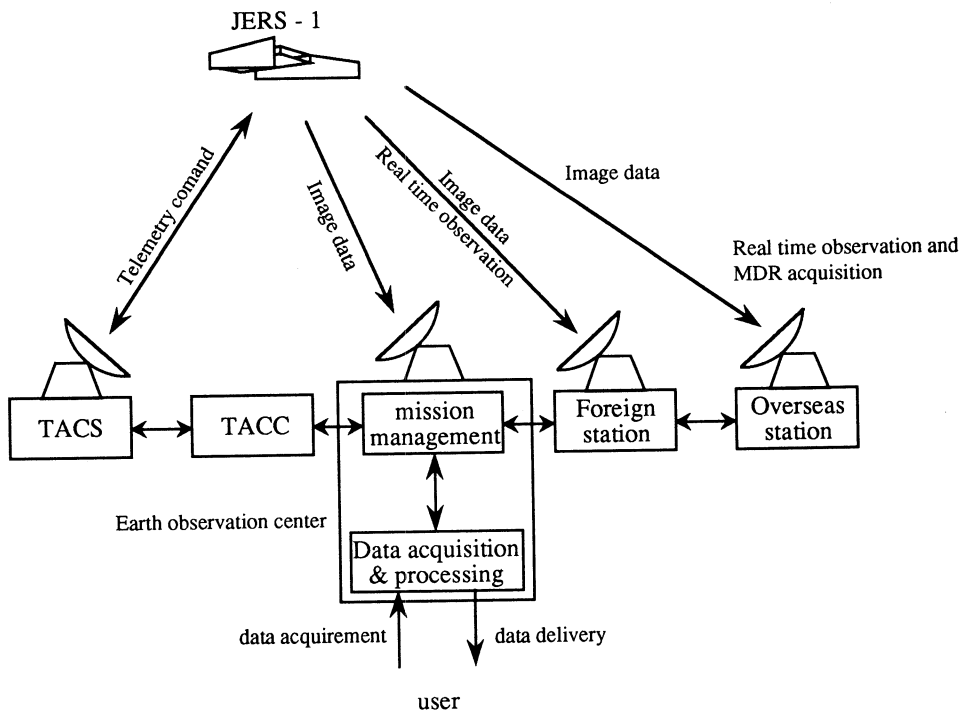 JERS - 1
Telemetry comand
Image data
Image data
Real time observation
Image data
Real time observation and
MDR acquisition
TACS
TACC
mission
management
Foreign
station
Overseas
station
Earth observation center
Data acquisition
& processing
data acquirement
data delivery
user